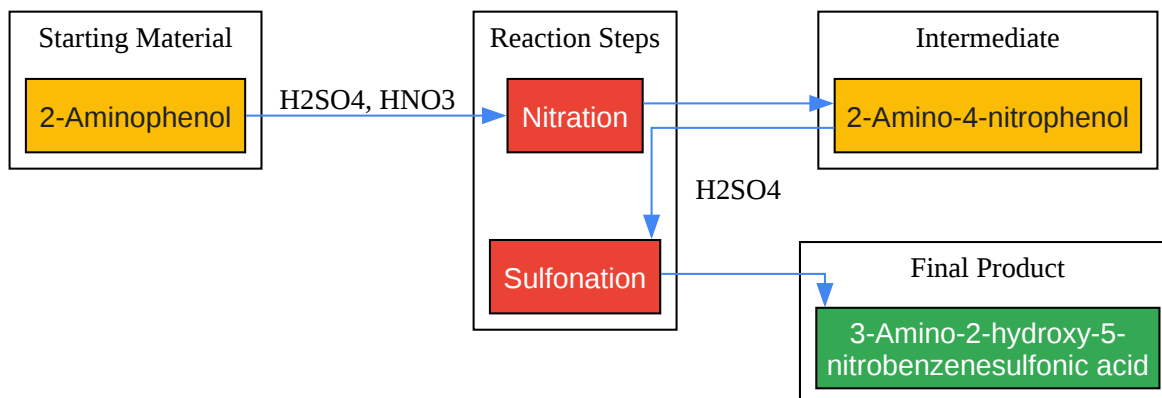 Starting Material
2-Aminophenol
H2SO4, HNO3
Reaction Steps
Nitration
Intermediate
2-Amino-4-nitrophenol
H2SO4
Sulfonation
Final Product
3-Amino-2-hydroxy-5-
nitrobenzenesulfonic acid